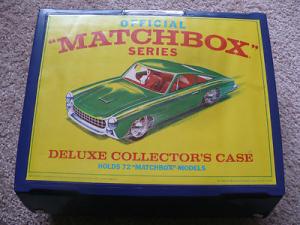 OFFICIAL
"MATCHBOX"
SERIES
DELUXE COLLECTOR'S CASE
HOLDS 72 "MATCHBOX" MODELS